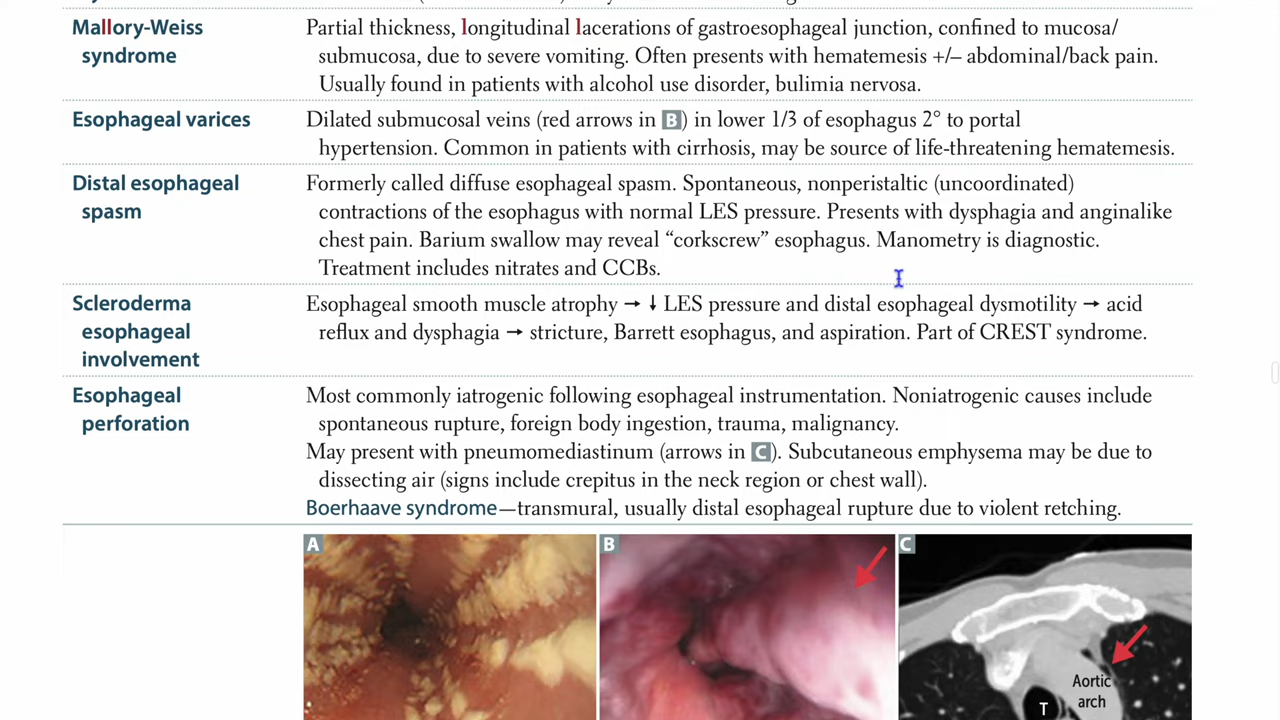 Mallory-Weiss
syndrome
Partial thickness, longitudinal lacerations of gastroesophageal junction, confined to mucosa/
submucosa, due to severe vomiting. Often presents with hematemesis +/– abdominal/back pain.
Usually found in patients with alcohol use disorder, bulimia nervosa.
Esophageal varices
Dilated submucosal veins (red arrows in B) in lower 1/3 of esophagus 2° to portal
hypertension. Common in patients with cirrhosis, may be source of life-threatening hematemesis.
Distal esophageal
spasm
Formerly called diffuse esophageal spasm. Spontaneous, nonperistaltic (uncoordinated)
contractions of the esophagus with normal LES pressure. Presents with dysphagia and anginalike
chest pain. Barium swallow may reveal “corkscrew” esophagus. Manometry is diagnostic.
Treatment includes nitrates and CCBs.
Scleroderma
esophageal
involvement
Esophageal smooth muscle atrophy → ↓ LES pressure and distal esophageal dysmotility → acid
reflux and dysphagia → stricture, Barrett esophagus, and aspiration. Part of CREST syndrome.
Esophageal
perforation
Most commonly iatrogenic following esophageal instrumentation. Noniatrogenic causes include
spontaneous rupture, foreign body ingestion, trauma, malignancy.
May present with pneumomediastinum (arrows in C). Subcutaneous emphysema may be due to
dissecting air (signs include crepitus in the neck region or chest wall).
Boerhaave syndrome—transmural, usually distal esophageal rupture due to violent retching.
A
B
C
Aortic
arch
T